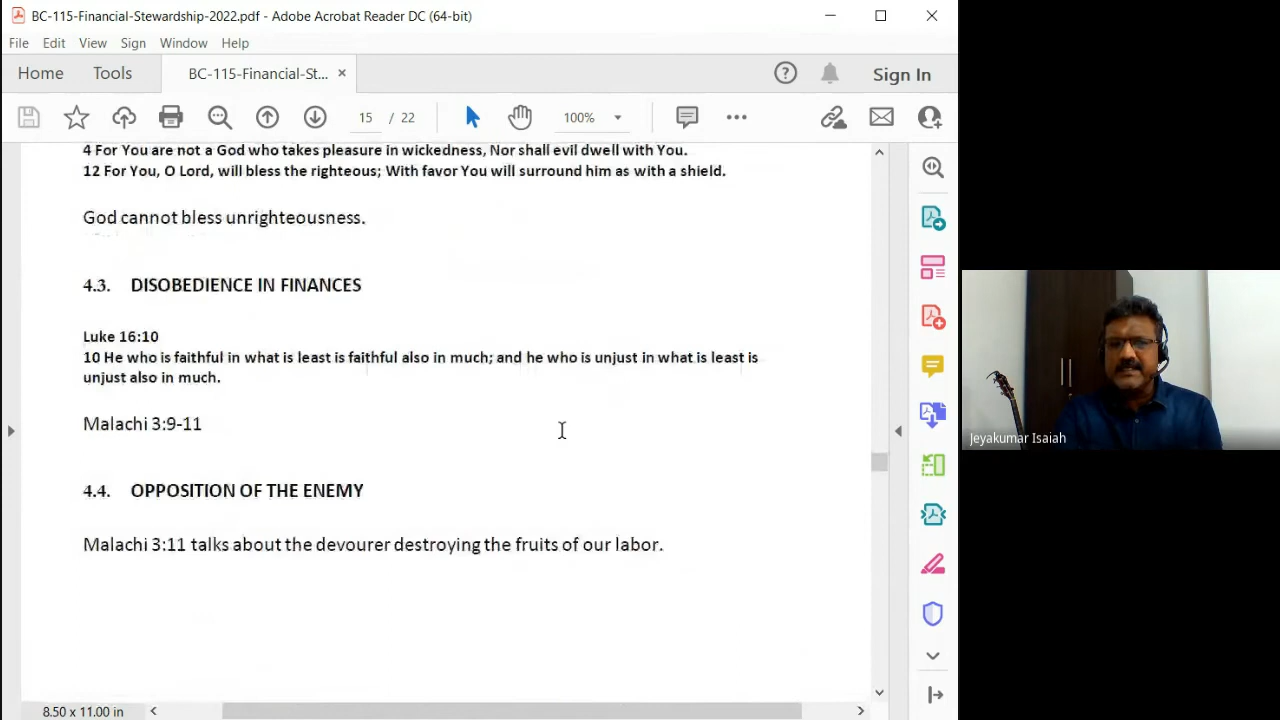 BC-115-Financial-Stewardship-2022.pdf - Adobe Acrobat Reader DC (64-bit)
File Edit View Sign Window Help
Home Tools BC-115-Financial-St... × Sign In
15 / 22 100%
4 For You are not a God who takes pleasure in wickedness, Nor shall evil dwell with You.
12 For You, O Lord, will bless the righteous; With favor You will surround him as with a shield.
God cannot bless unrighteousness.
4.3. DISOBEDIENCE IN FINANCES
Luke 16:10
10 He who is faithful in what is least is faithful also in much; and he who is unjust in what is least is
unjust also in much.
Malachi 3:9-11
Jeyakumar Isaiah
4.4. OPPOSITION OF THE ENEMY
Malachi 3:11 talks about the devourer destroying the fruits of our labor.
8.50 x 11.00 in